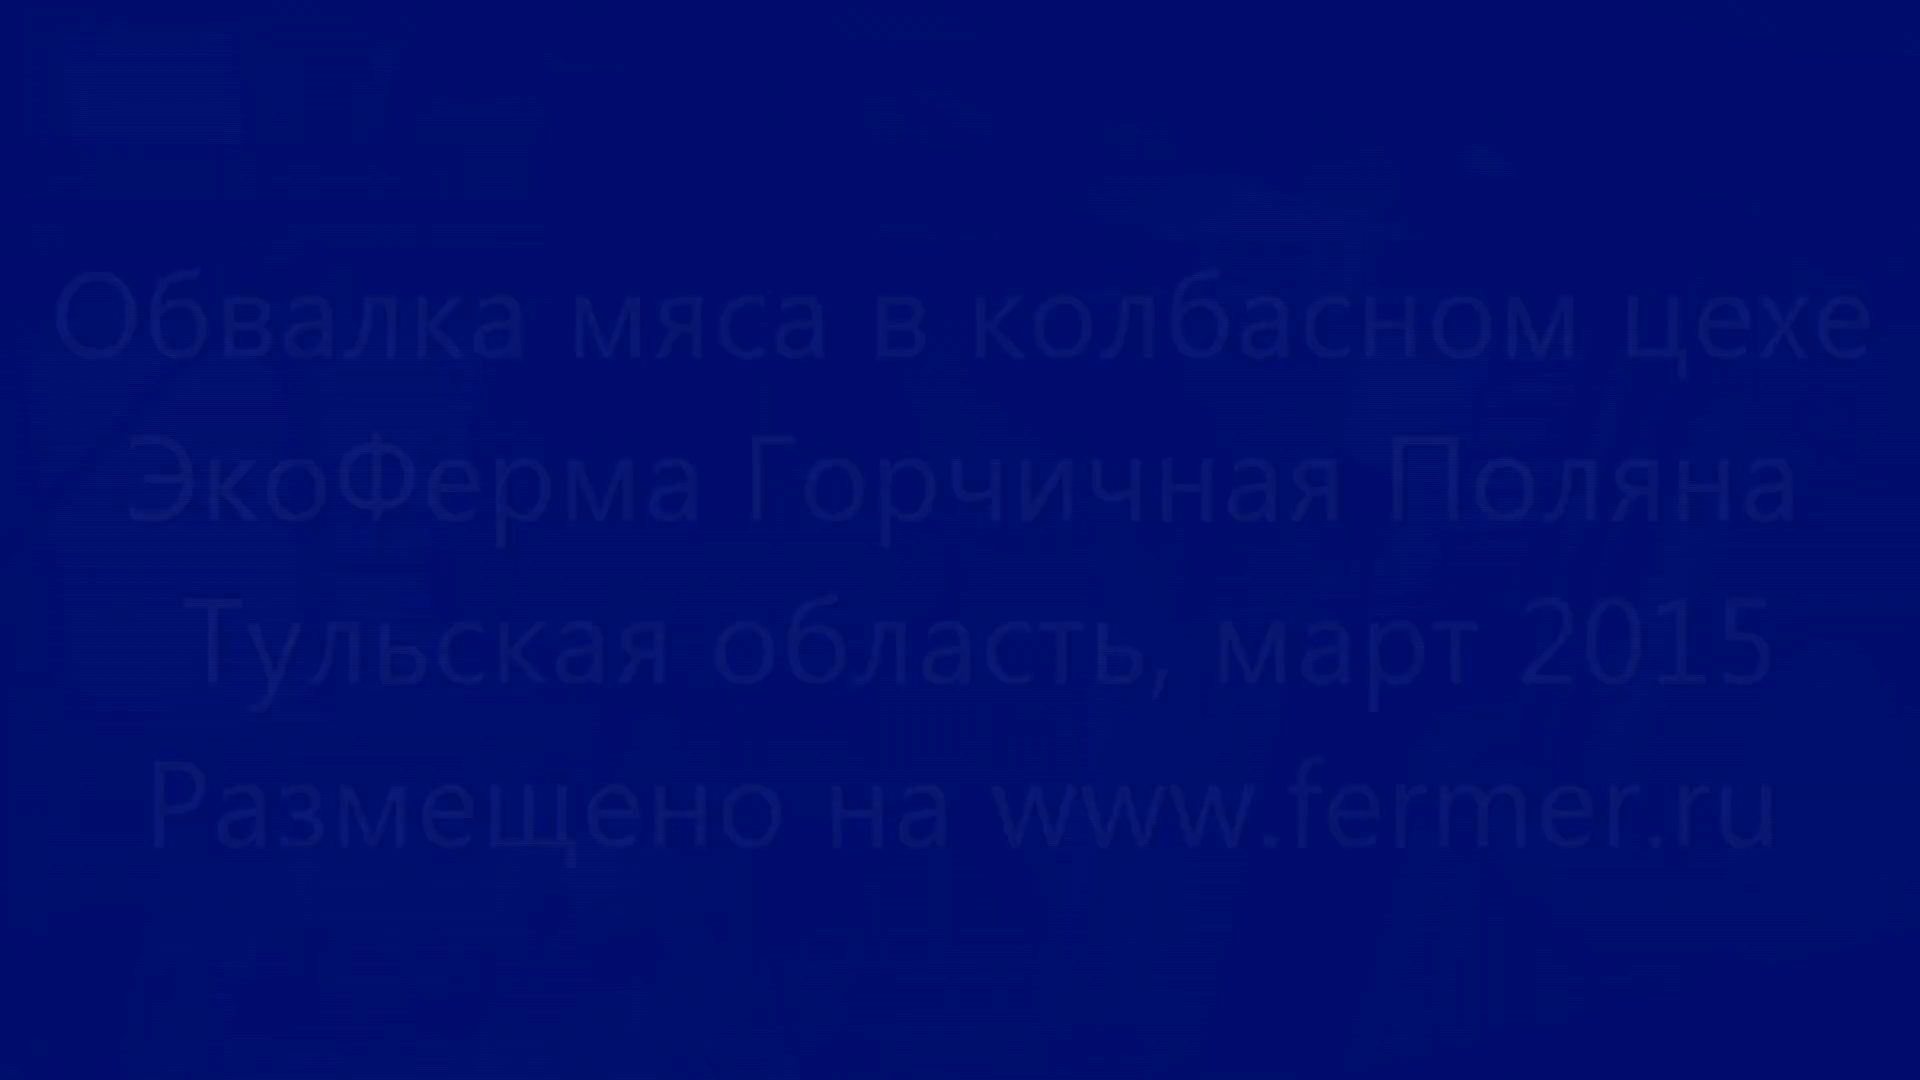 Обвалка мяса в колбасном цехе
ЭкоФерма Горчичная Поляна
Тульская область, март 2015
Размещено на www.fermer.ru